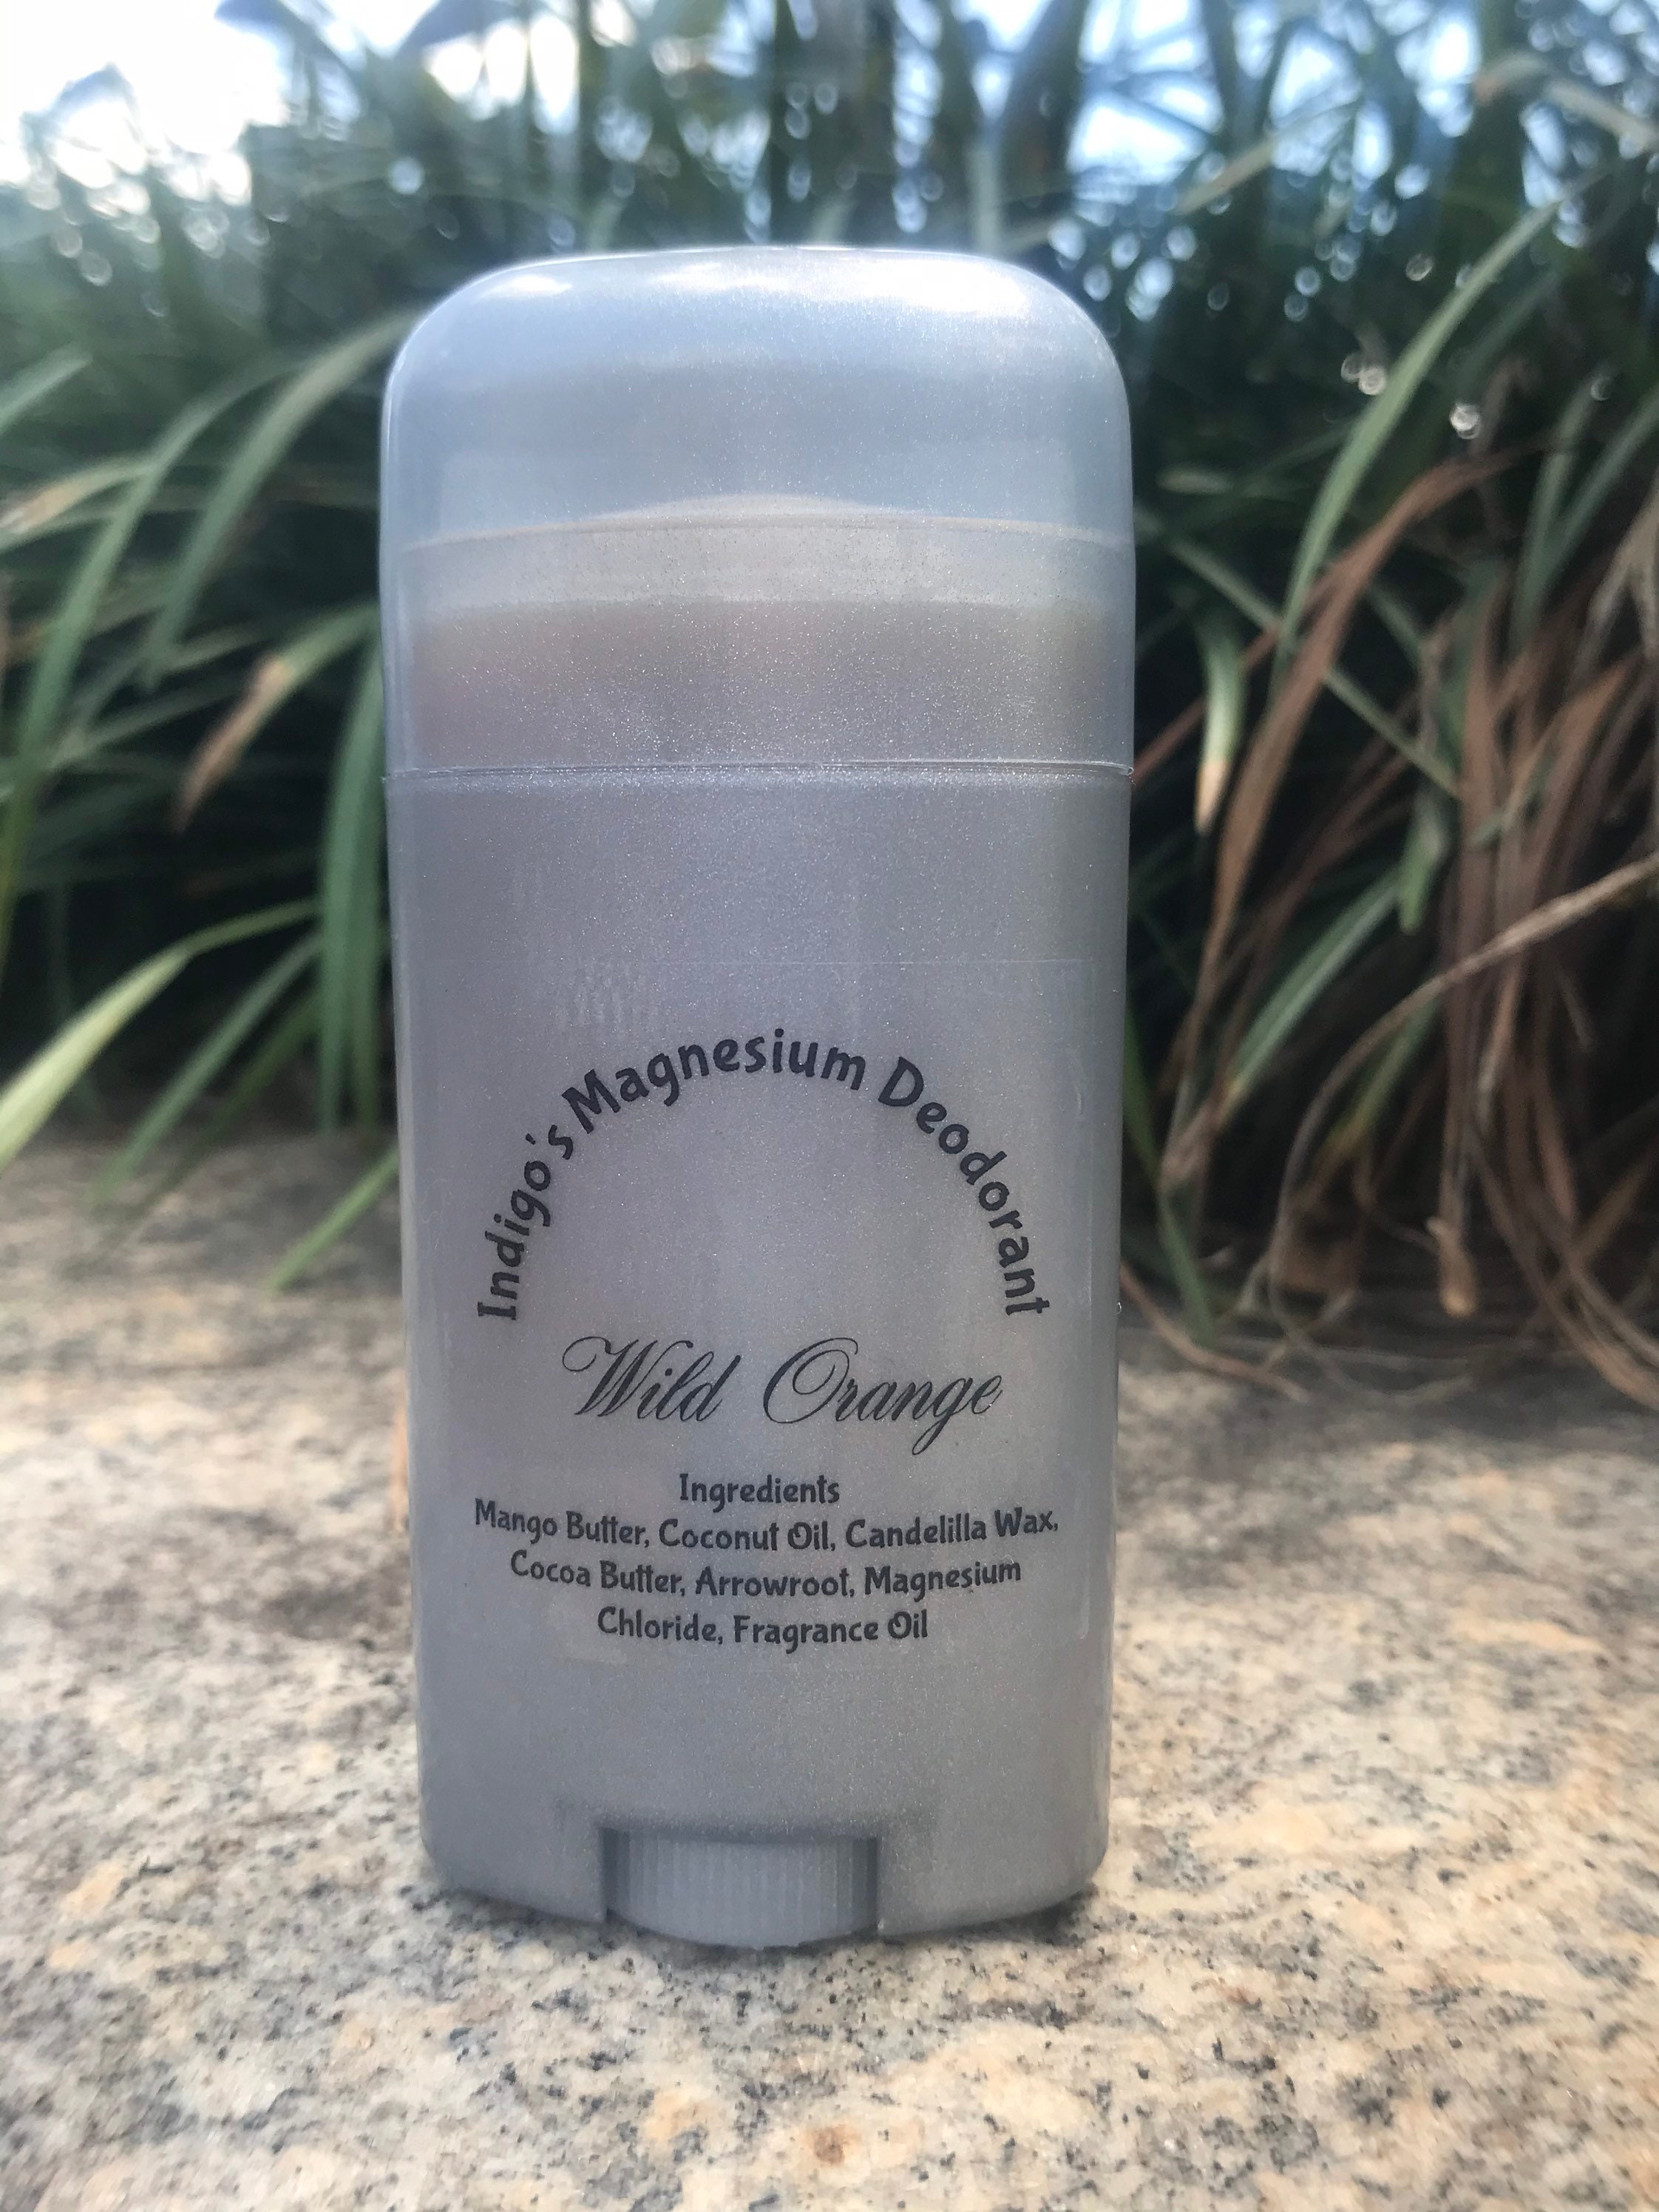 Indigo's Magnesium Deodorant
Wild Orange
Ingredients
Mango Butter, Coconut Oil, Candelilla Wax,
Cocoa Butter, Arrowroot, Magnesium
Chloride, Fragrance Oil